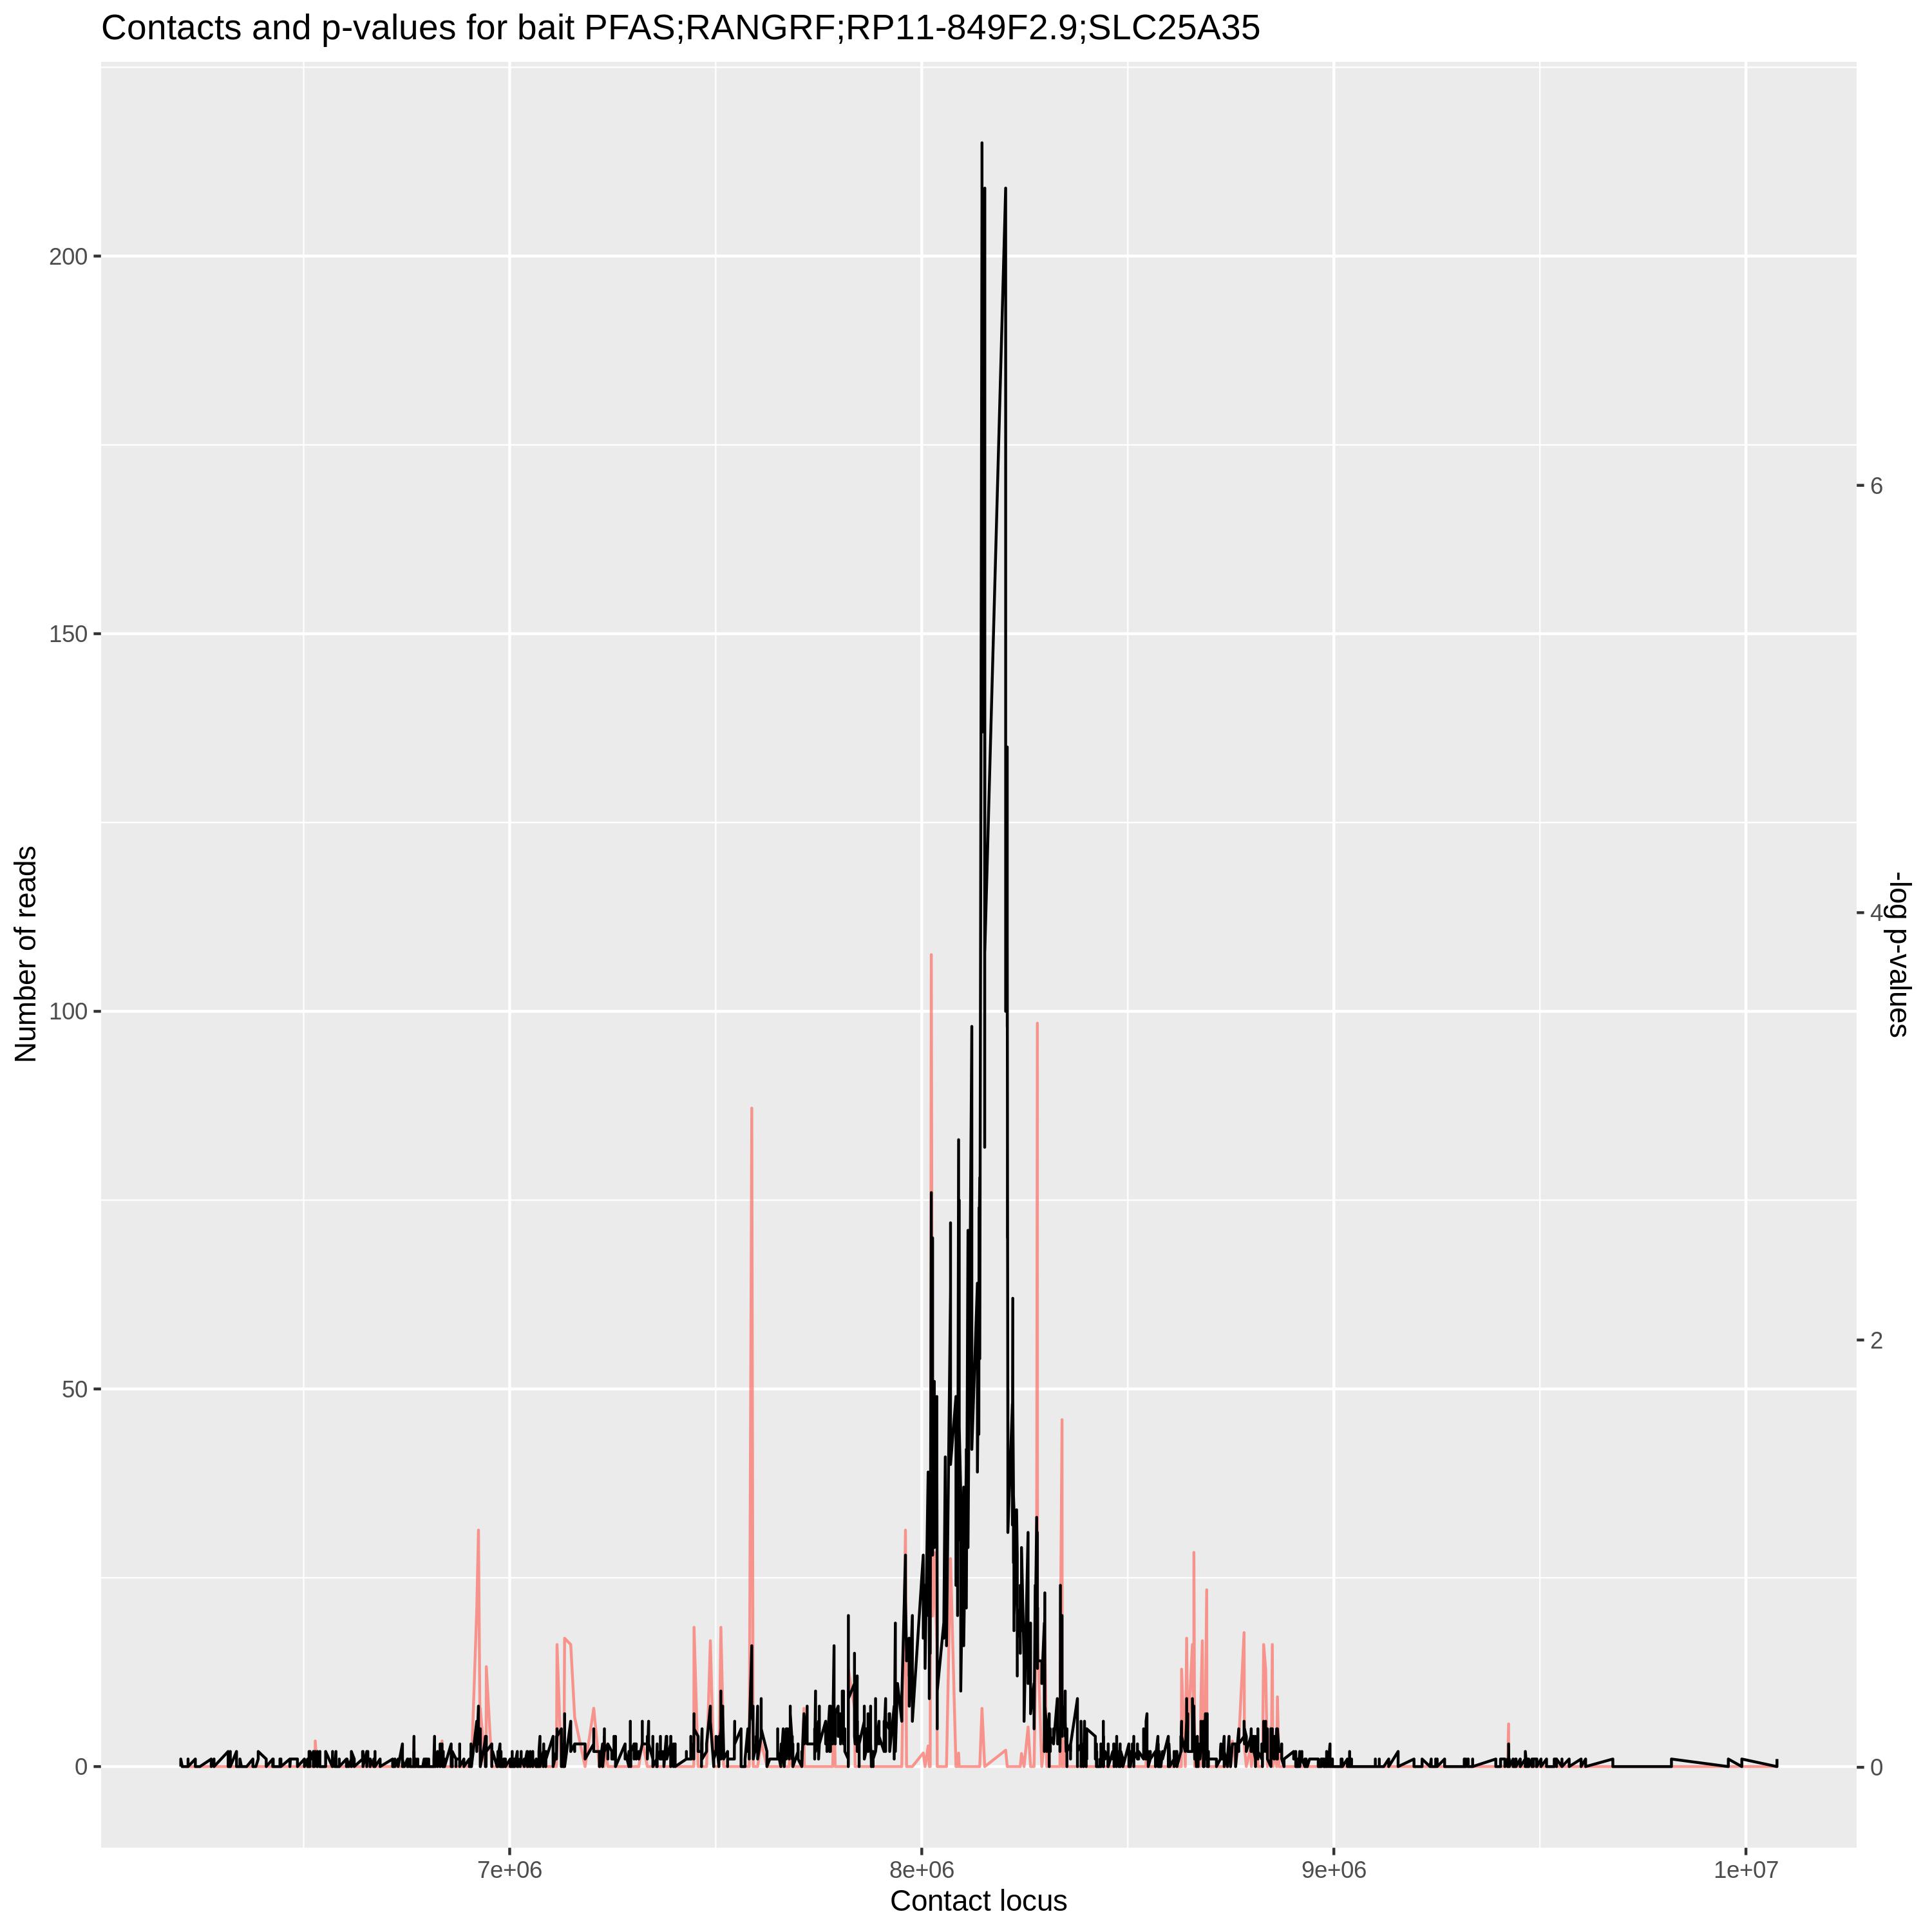 Contacts and p-values for bait PFAS;RANGRF;RP11-849F2.9;SLC25A35
200
150
100
50
0
Number of reads
6
4
2
0
-log p-values
7e+06
8e+06
9e+06
1e+07
Contact locus